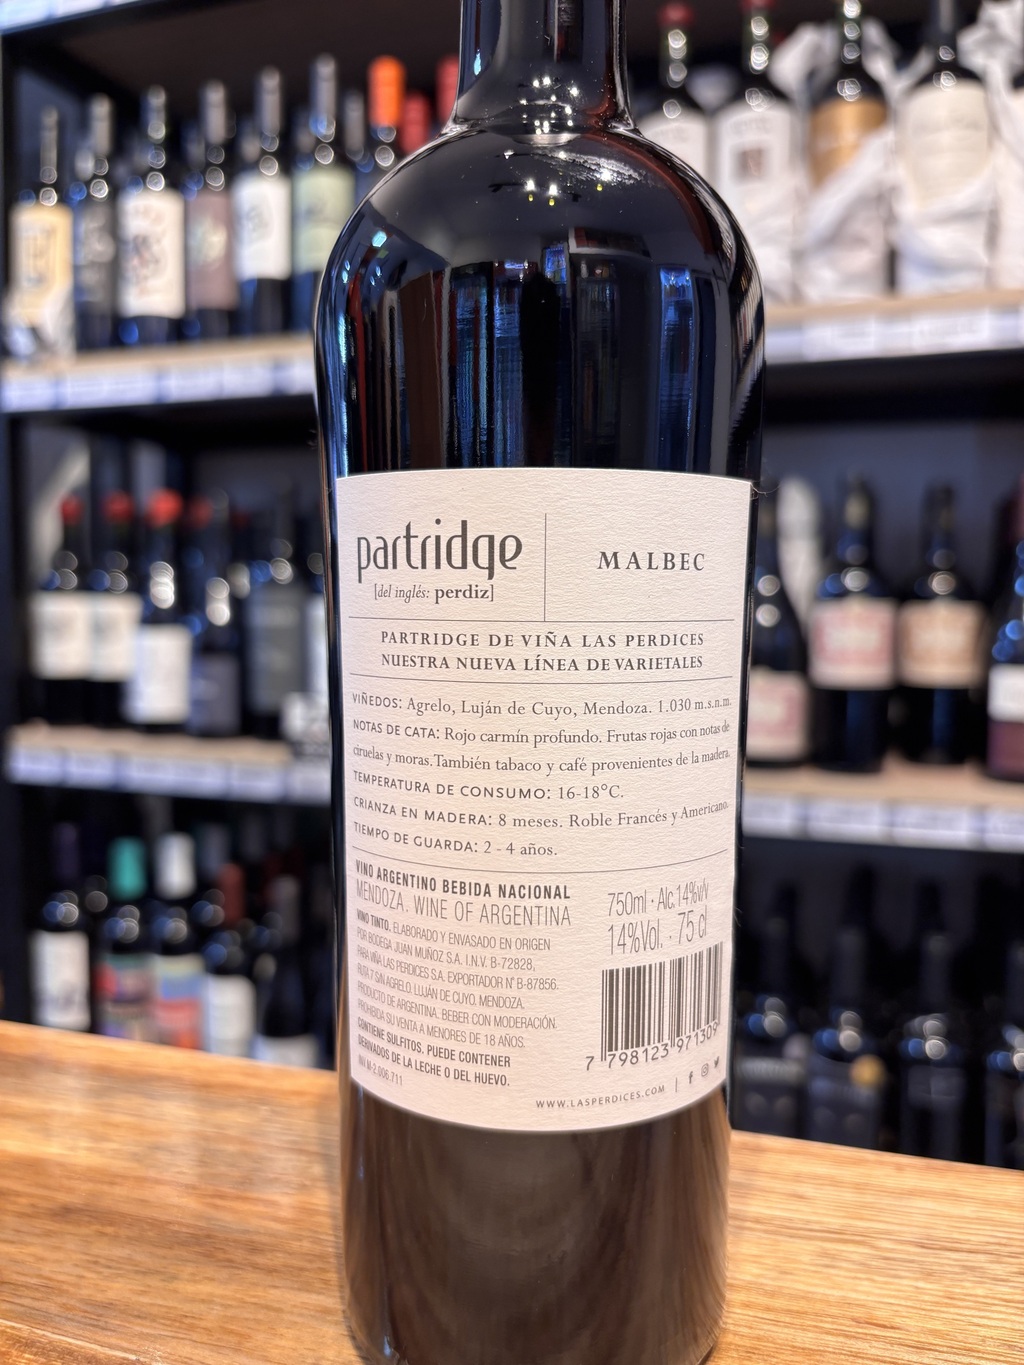 partridge
[del inglés: perdiz]
MALBEC
PARTRIDGE DE VIÑA LAS PERDICES
NUESTRA NUEVA LÍNEA DE VARIETALES
VIÑEDOS: Agrelo, Luján de Cuyo, Mendoza. 1.030 m.s.n.m.
NOTAS DE CATA: Rojo carmín profundo. Frutas rojas con notas de
ciruelas y moras. También tabaco y café provenientes de la madera.
TEMPERATURA DE CONSUMO: 16-18°C.
CRIANZA EN MADERA: 8 meses. Roble Francés y Americano.
TIEMPO DE GUARDA: 2 - 4 años.
VINO ARGENTINO BEBIDA NACIONAL
MENDOZA. WINE OF ARGENTINA
VINO TINTO. ELABORADO Y ENVASADO EN ORIGEN
POR BODEGA JUAN MUÑOZ S.A. I.N.V. B-72828,
PARA VIÑA LAS PERDICES S.A. EXPORTADOR N° B-87856.
RUTA 7 S/N AGRELO. LUJÁN DE CUYO. MENDOZA.
PRODUCTO DE ARGENTINA. BEBER CON MODERACIÓN.
PROHIBIDA SU VENTA A MENORES DE 18 AÑOS.
CONTIENE SULFITOS. PUEDE CONTENER
DERIVADOS DE LA LECHE O DEL HUEVO.
INV M-2.006.711
750ml · Alc.14%v/v
14%Vol. · 75 cl
7 798123 971309
WWW.LASPERDICES.COM